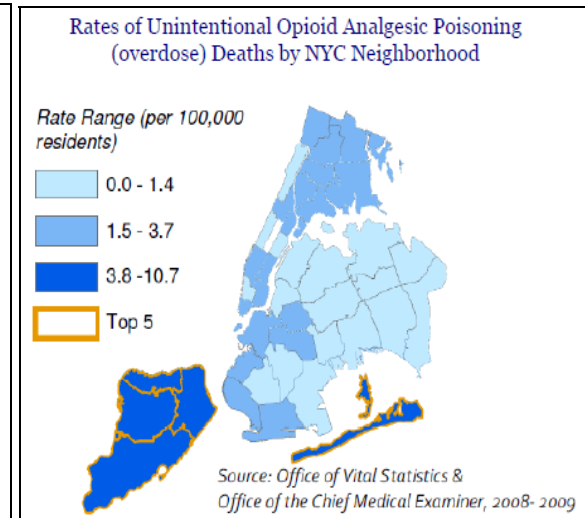 Rates of Unintentional Opioid Analgesic Poisoning
(overdose) Deaths by NYC Neighborhood
Rate Range (per 100,000
residents)
0.0 - 1.4
1.5 - 3.7
3.8 -10.7
Top 5
Source: Office of Vital Statistics &
Office of the Chief Medical Examiner, 2008- 2009